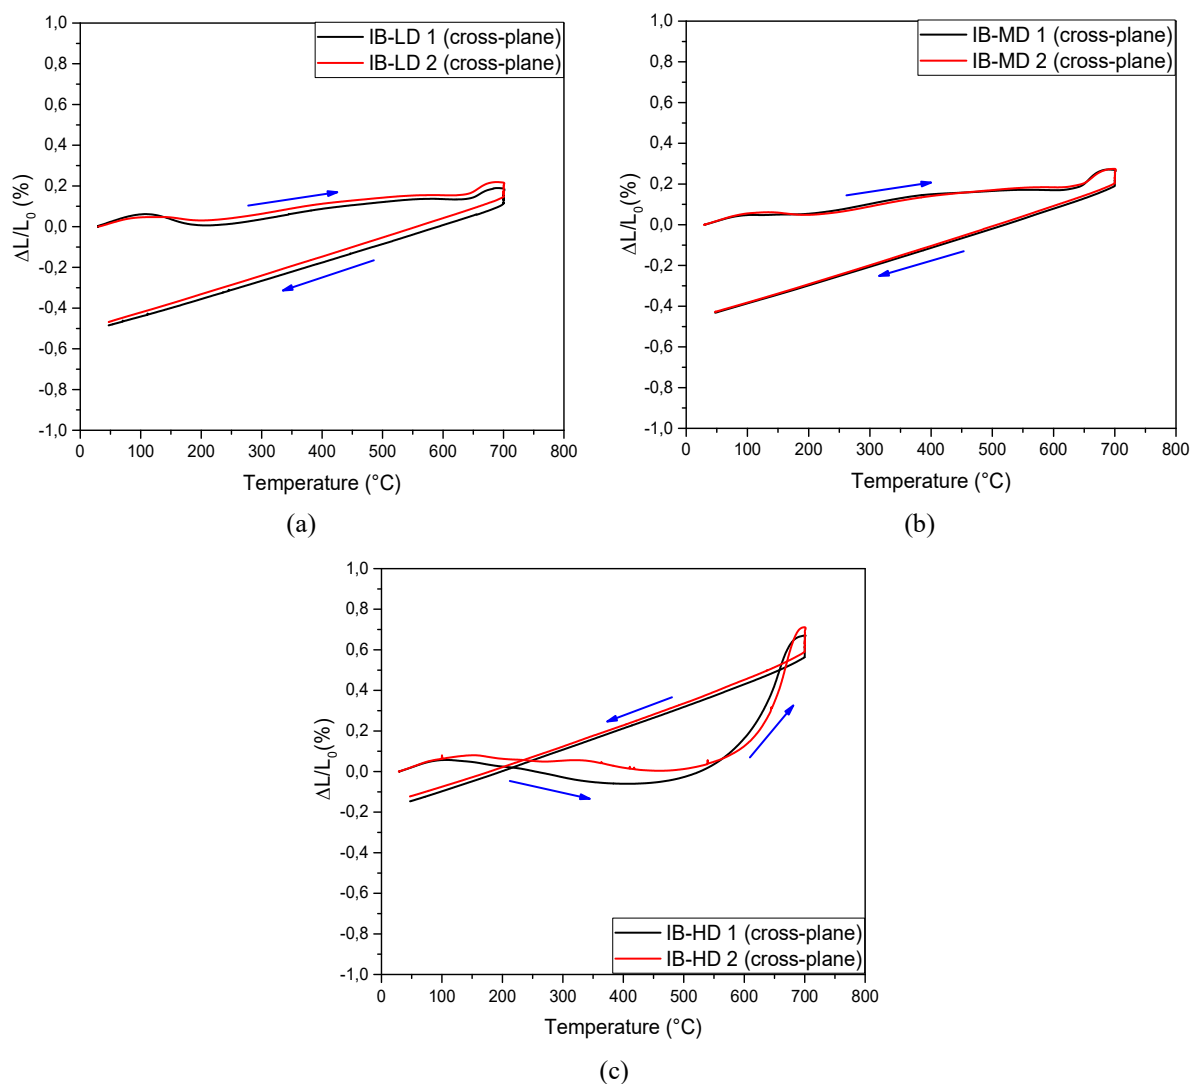 IB-LD 1 (cross-plane)
IB-LD 2 (cross-plane)
1,0
0,8
0,6
0,4
0,2
0,0
-0,2
-0,4
-0,6
-0,8
-1,0
ΔL/L0 (%)
0 100 200 300 400 500 600 700 800
Temperature (°C)
(a)
IB-MD 1 (cross-plane)
IB-MD 2 (cross-plane)
1,0
0,8
0,6
0,4
0,2
0,0
-0,2
-0,4
-0,6
-0,8
-1,0
ΔL/L0 (%)
0 100 200 300 400 500 600 700 800
Temperature (°C)
(b)
1,0
0,8
0,6
0,4
0,2
0,0
-0,2
-0,4
-0,6
-0,8
-1,0
ΔL/L0(%)
IB-HD 1 (cross-plane)
IB-HD 2 (cross-plane)
0 100 200 300 400 500 600 700 800
Temperature (°C)
(c)